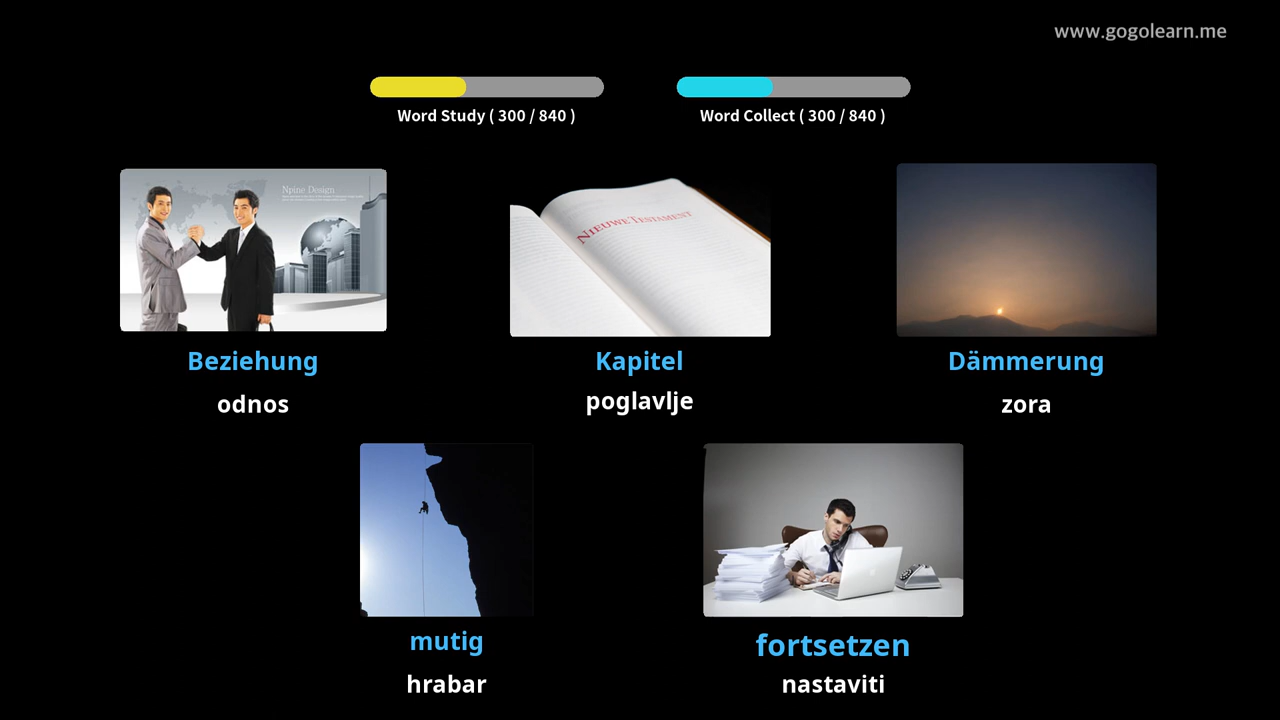 www.gogolearn.me
Word Study ( 300 / 840 )
Word Collect ( 300 / 840 )
Npine Design
NIEUWE TESTAMENT
Beziehung
Kapitel
Dämmerung
odnos
poglavlje
zora
mutig
fortsetzen
hrabar
nastaviti